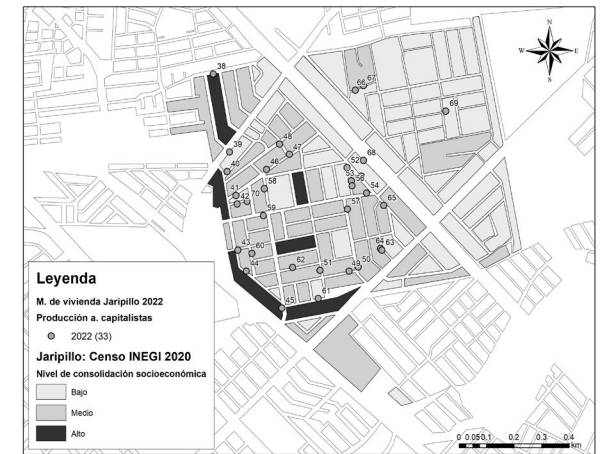 N
W E
S
38
67
66
69
39
48
47
68
40
46
52
53
56
58
54
41
42 70
65
57
59
43
60
64 63
44
62
51
49 50
61
45
Leyenda
M. de vivienda Jaripillo 2022
Producción a. capitalistas
2022 (33)
Jaripillo: Censo INEGI 2020
Nivel de consolidación socioeconómica
Bajo
Medio
Alto
0 0.05 0.1 0.2 0.3 0.4
km